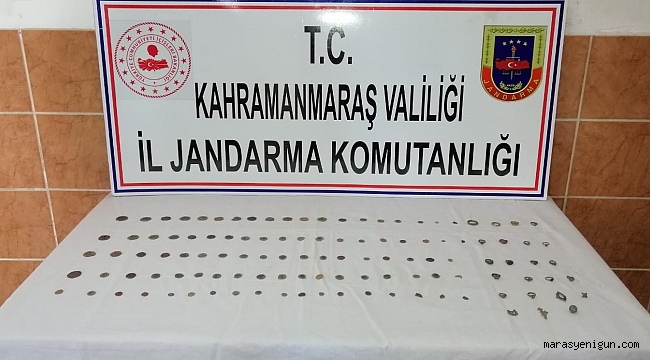 T.C.
KAHRAMANMARAŞ VALİLİĞİ
İL JANDARMA KOMUTANLIĞI
JANDARMA
marasyenigun.com